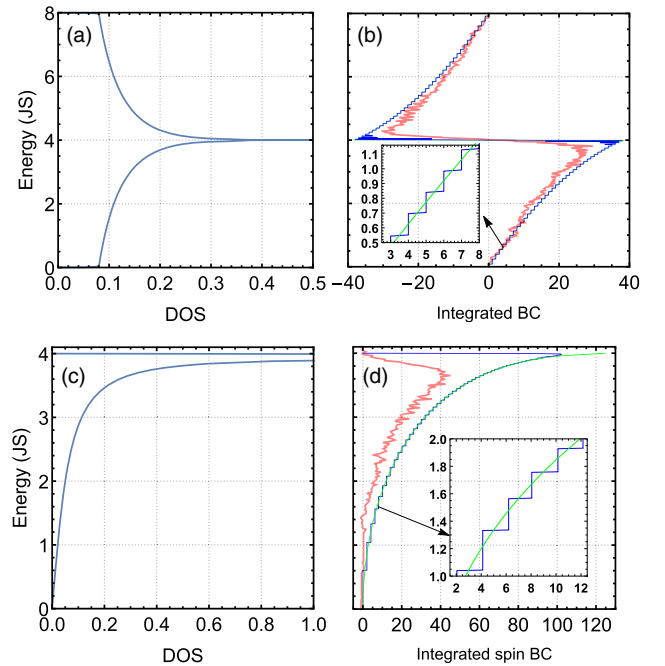 (a)
Energy (JS)
8
6
4
2
0
0.0 0.1 0.2 0.3 0.4 0.5
DOS
(b)
1.1
1.0
0.9
0.8
0.7
0.6
0.5
3 4 5 6 7 8
−40 −20 0 20 40
Integrated BC
(c)
Energy (JS)
4
3
2
1
0
0.0 0.2 0.4 0.6 0.8 1.0
DOS
(d)
2.0
1.8
1.6
1.4
1.2
1.0
2 4 6 8 10 12
0 20 40 60 80 100 120
Integrated spin BC